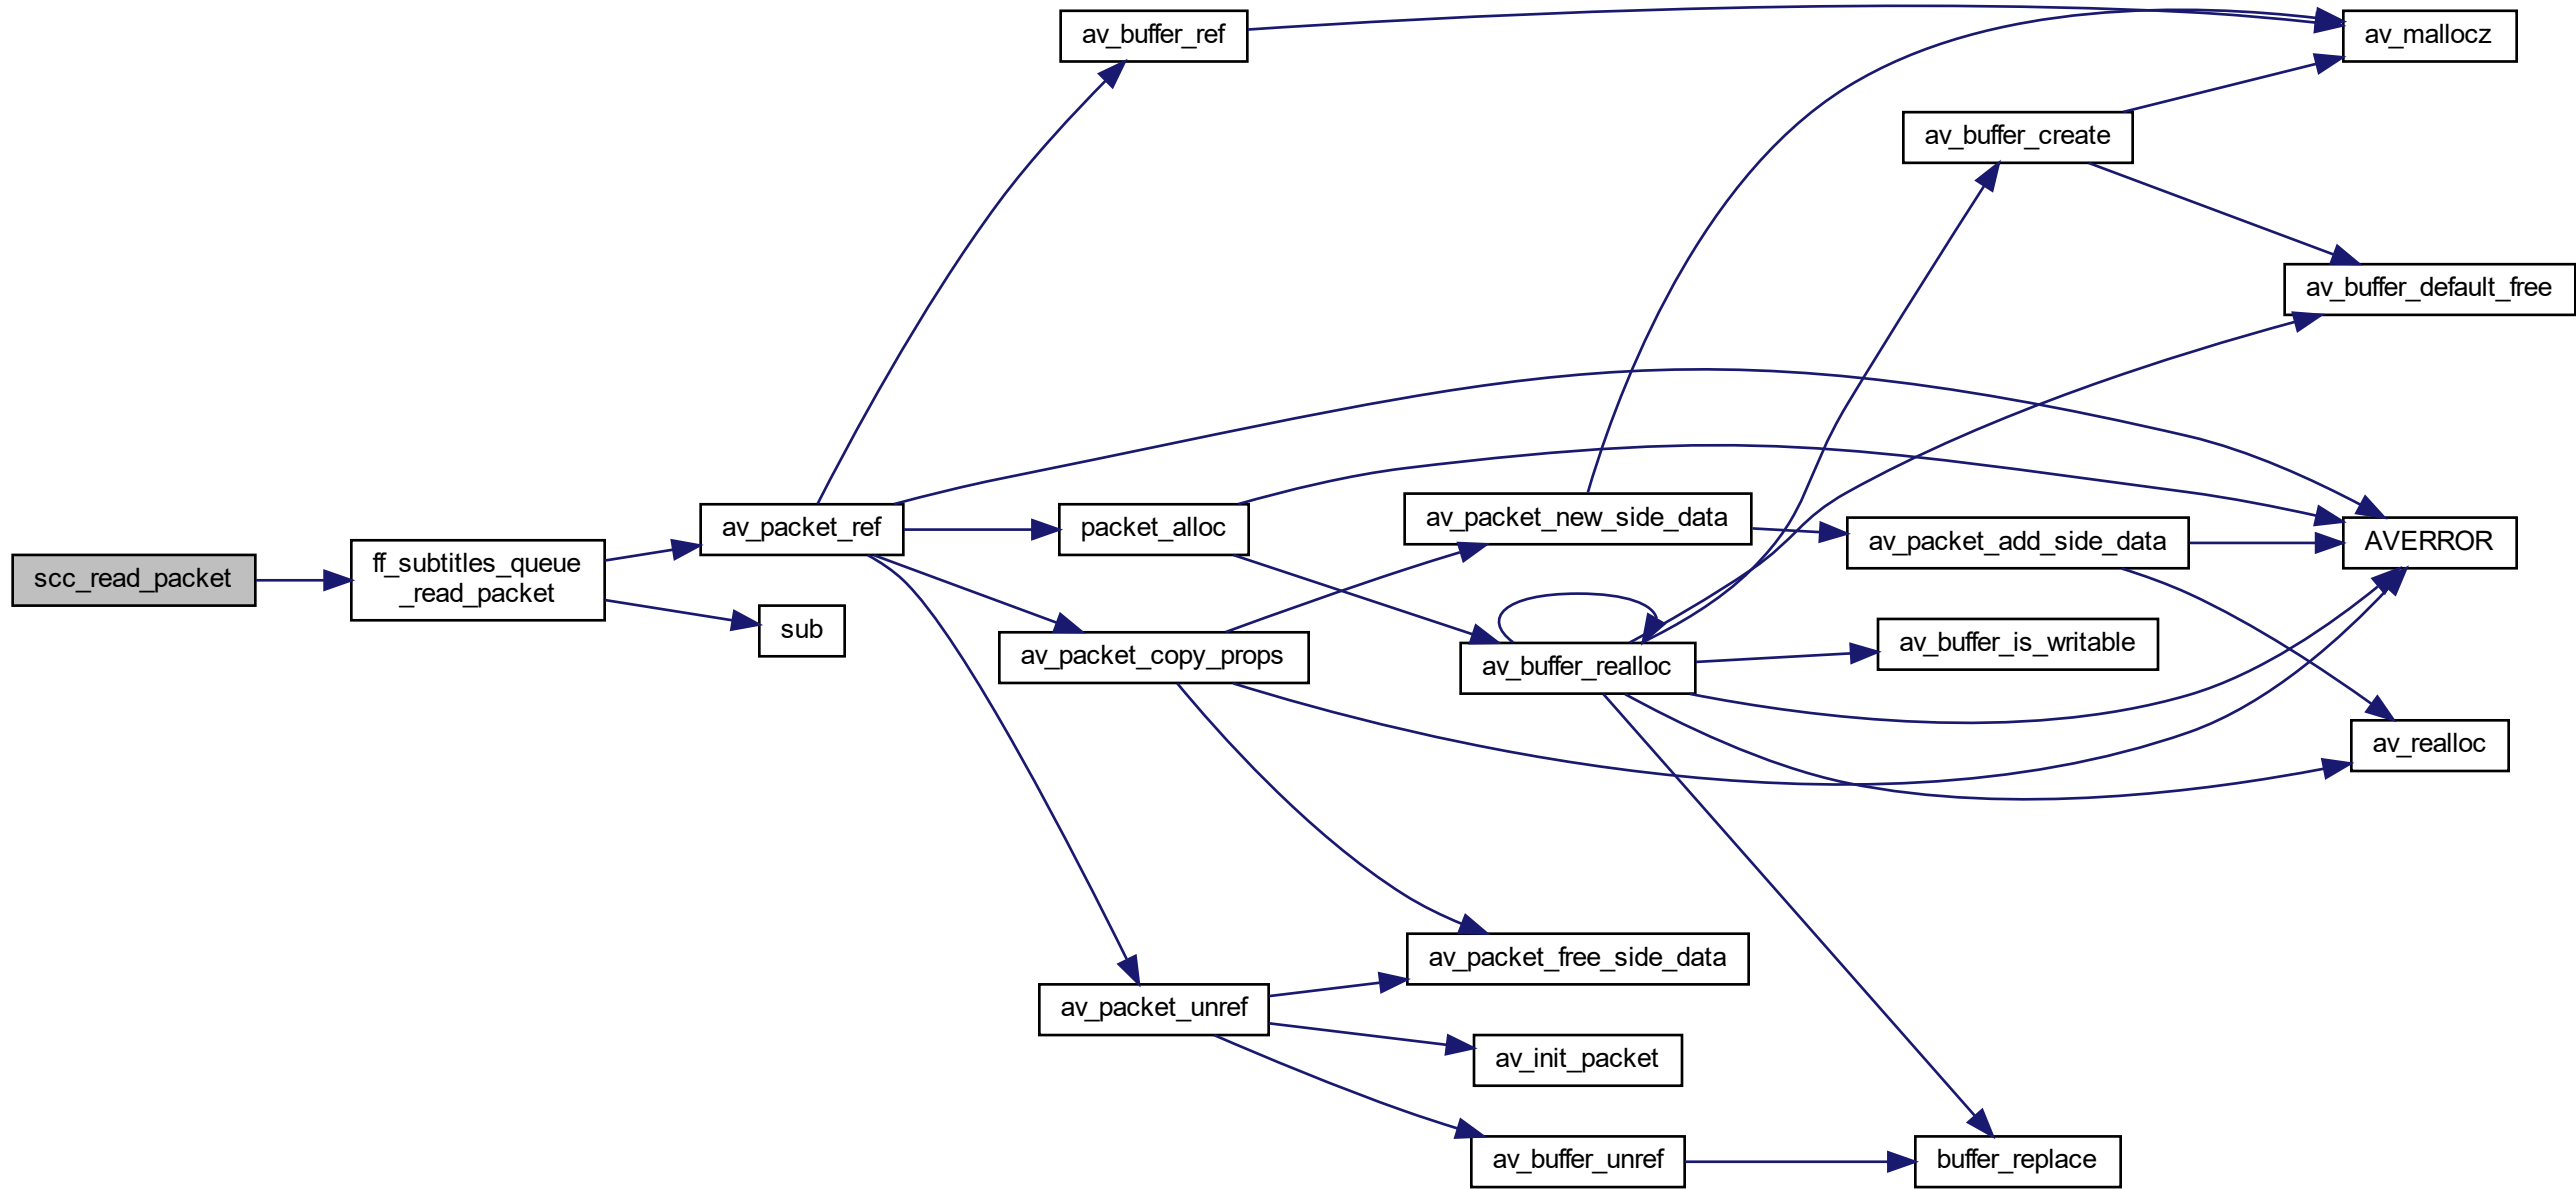 scc_read_packet
ff_subtitles_queue
_read_packet
av_packet_ref
sub
av_buffer_ref
packet_alloc
av_packet_copy_props
av_packet_unref
av_packet_new_side_data
av_buffer_realloc
av_packet_free_side_data
av_init_packet
av_buffer_unref
av_buffer_create
av_packet_add_side_data
av_buffer_is_writable
buffer_replace
av_mallocz
av_buffer_default_free
AVERROR
av_realloc